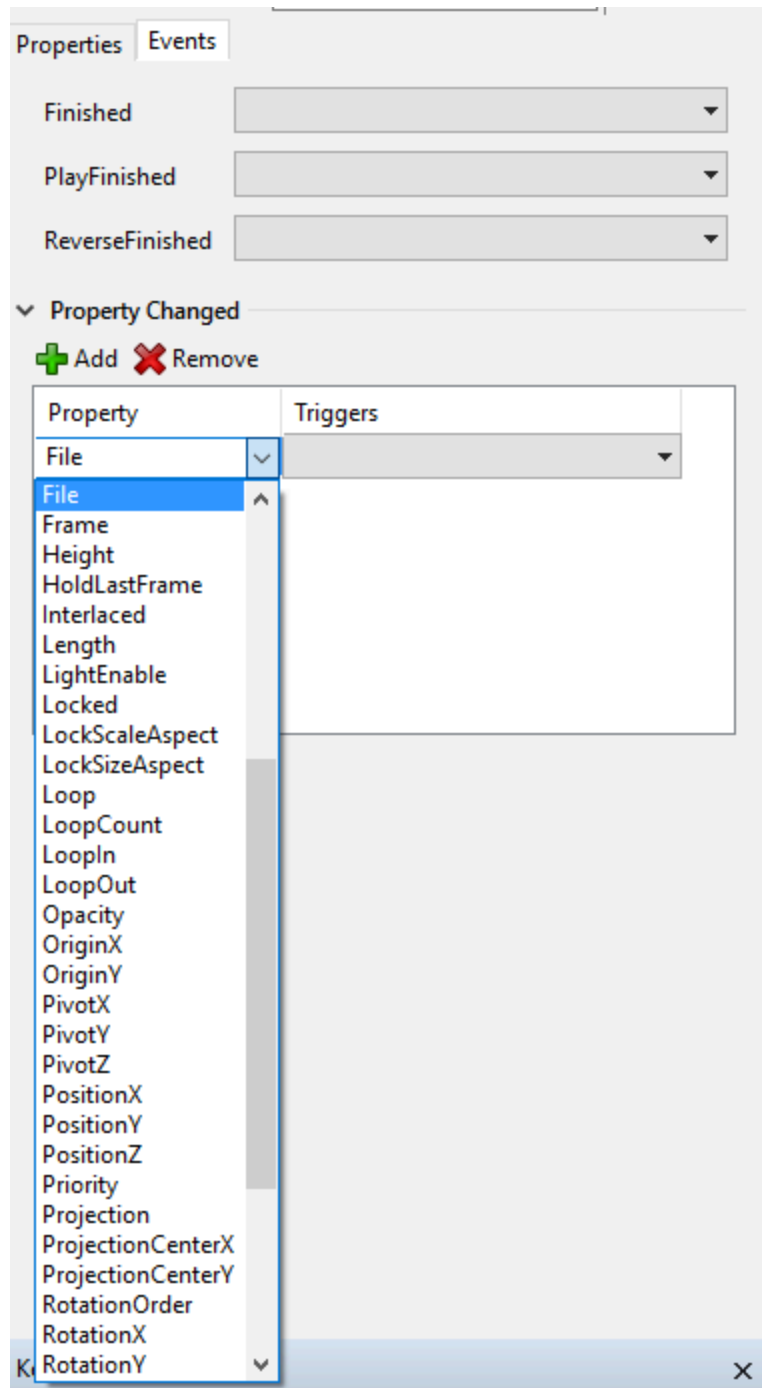 Properties Events
Finished
PlayFinished
ReverseFinished
Property Changed
Add Remove
Property Triggers
File
File
Frame
Height
HoldLastFrame
Interlaced
Length
LightEnable
Locked
LockScaleAspect
LockSizeAspect
Loop
LoopCount
LoopIn
LoopOut
Opacity
OriginX
OriginY
PivotX
PivotY
PivotZ
PositionX
PositionY
PositionZ
Priority
Projection
ProjectionCenterX
ProjectionCenterY
RotationOrder
RotationX
RotationY